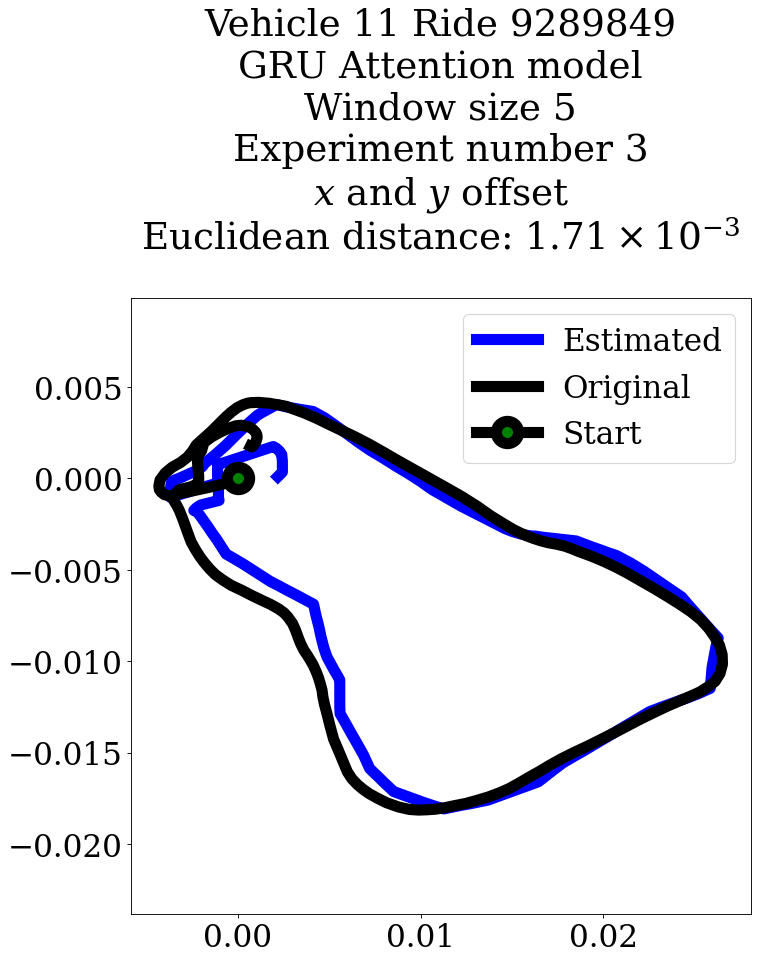 Vehicle 11 Ride 9289849
GRU Attention model
Window size 5
Experiment number 3
x and y offset
Euclidean distance: 1.71 × 10⁻³
Estimated
Original
Start
0.005
0.000
−0.005
−0.010
−0.015
−0.020
0.00
0.01
0.02